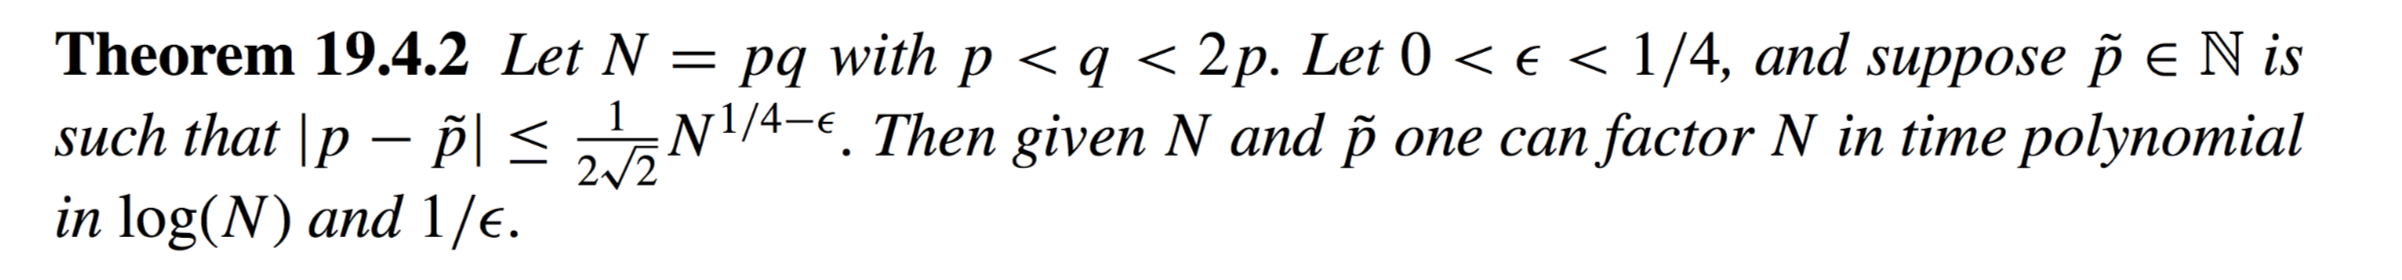 Theorem 19.4.2 Let N = pq with p < q < 2p. Let 0 < ϵ < 1/4, and suppose p̃ ∈ ℕ is
such that |p − p̃| ≤ \frac{1}{2√2} N^{1/4−ϵ}. Then given N and p̃ one can factor N in time polynomial
in log(N) and 1/ϵ.